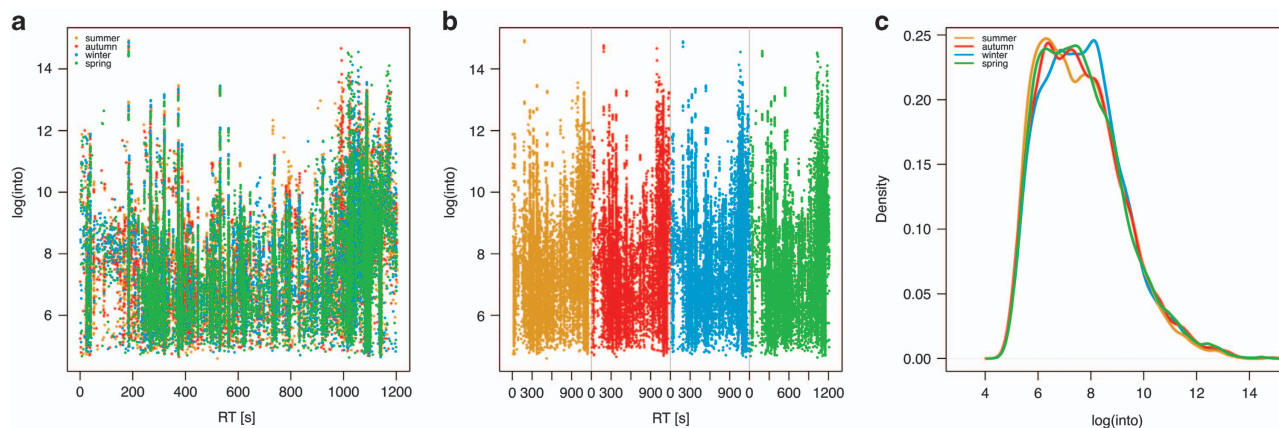 a
summer
autumn
winter
spring
14
12
10
8
6
log(into)
0 200 400 600 800 1000 1200
RT [s]
b
14
12
10
8
6
log(into)
0 300 900 0 300 900 0 300 900 0 600 1200
RT [s]
c
summer
autumn
winter
spring
0.25
0.20
0.15
0.10
0.05
0.00
Density
4 6 8 10 12 14
log(into)